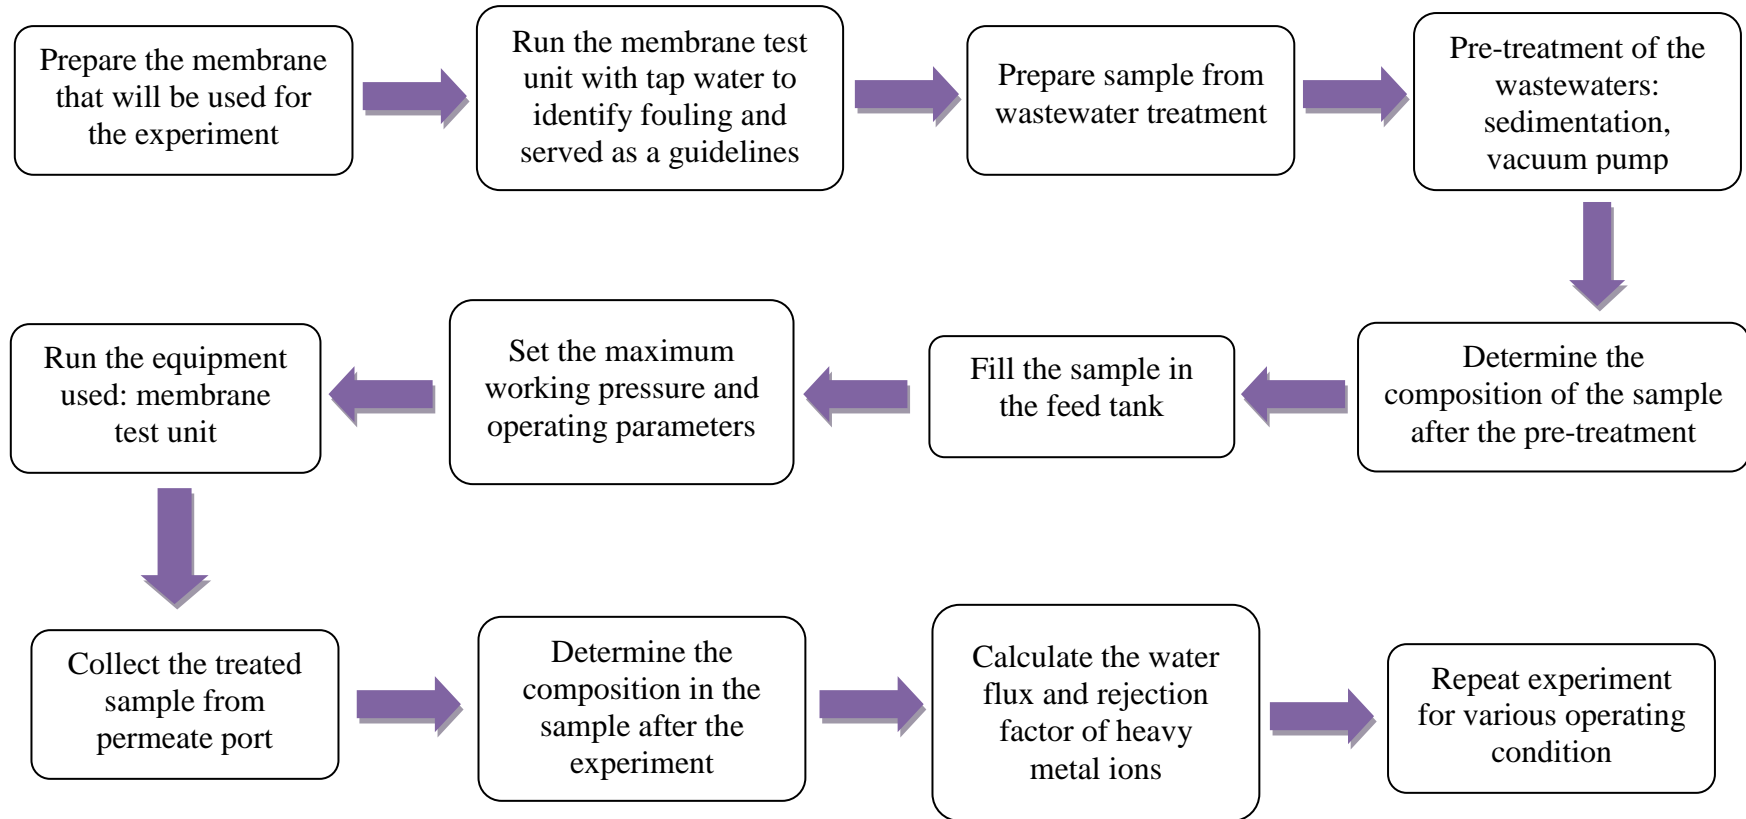 Prepare the membrane
that will be used for
the experiment
Run the membrane test
unit with tap water to
identify fouling and
served as a guidelines
Prepare sample from
wastewater treatment
Pre-treatment of the
wastewaters:
sedimentation,
vacuum pump
Determine the
composition of the sample
after the pre-treatment
Fill the sample in
the feed tank
Set the maximum
working pressure and
operating parameters
Run the equipment
used: membrane
test unit
Collect the treated
sample from
permeate port
Determine the
composition in the
sample after the
experiment
Calculate the water
flux and rejection
factor of heavy
metal ions
Repeat experiment
for various operating
condition